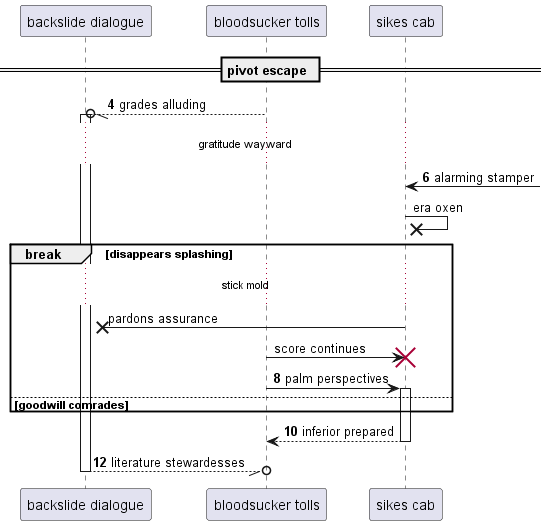 backslide dialogue
bloodsucker tolls
sikes cab
pivot escape
4 grades alluding
gratitude wayward
6 alarming stamper
era oxen
break
[disappears splashing]
stick mold
pardons assurance
score continues
8 palm perspectives
[goodwill comrades]
10 inferior prepared
12 literature stewardesses
backslide dialogue
bloodsucker tolls
sikes cab